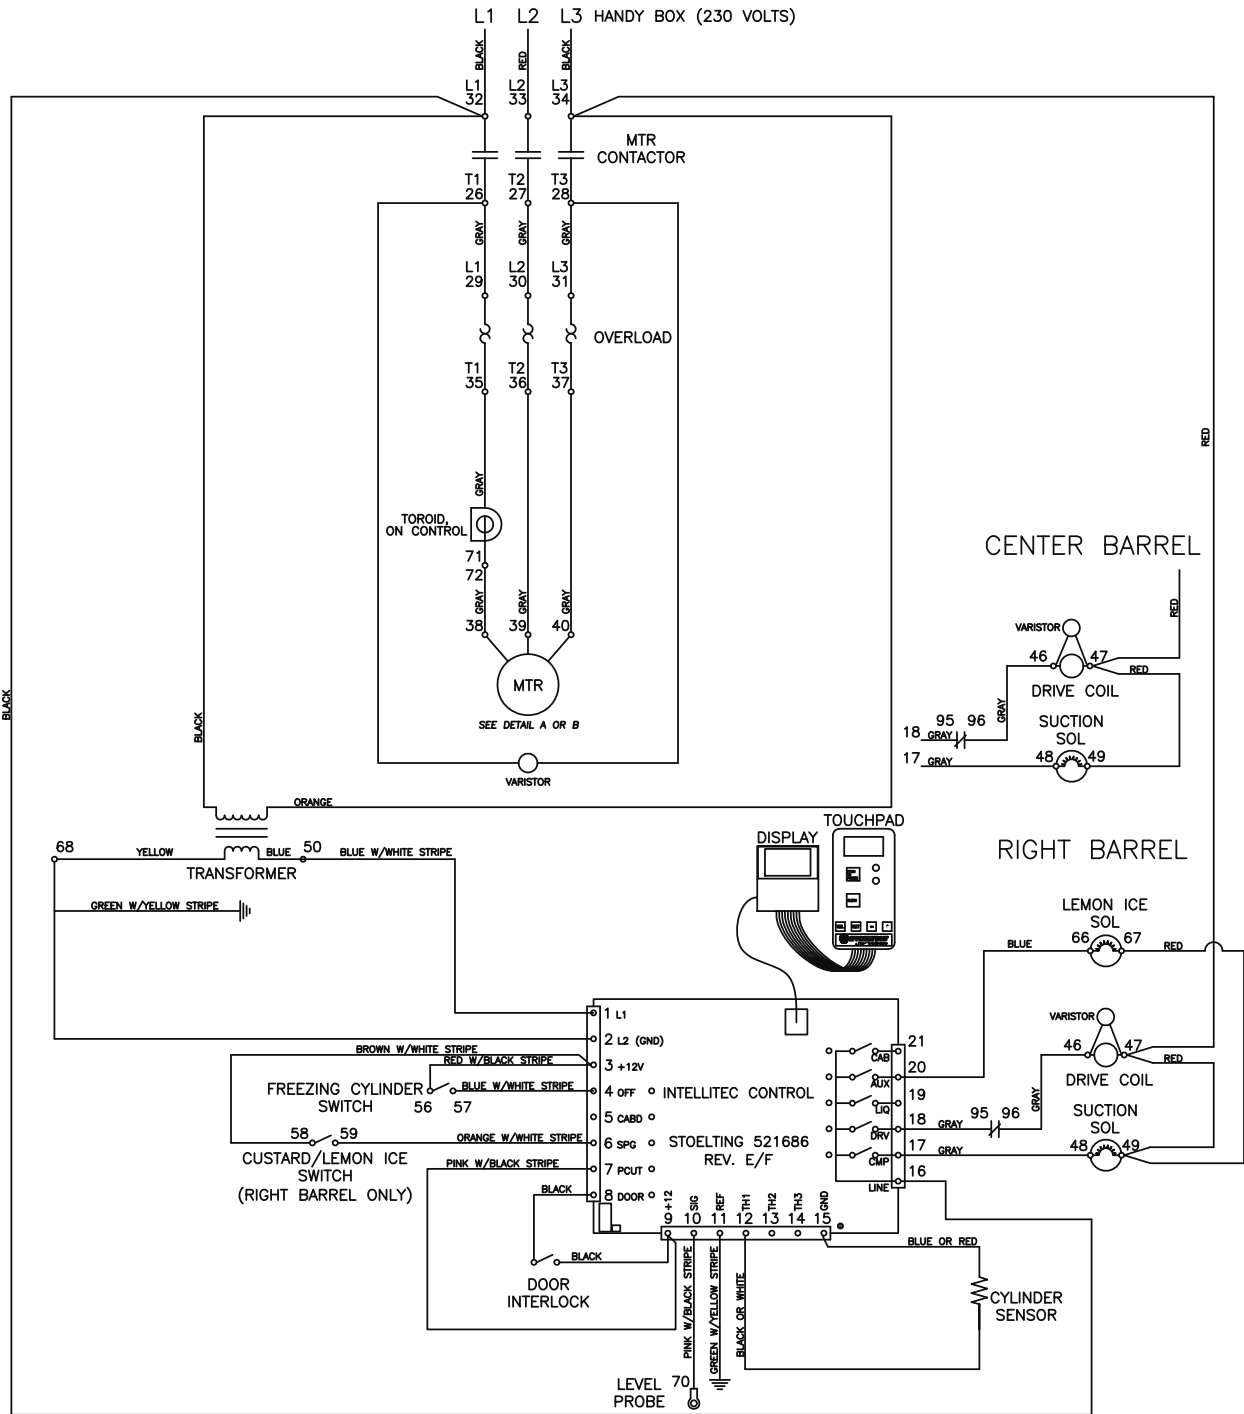 L1 L2 L3 HANDY BOX (230 VOLTS)
BLACK RED BLACK
L1 L2 L3
32 33 34
MTR
CONTACTOR
T1 T2 T3
26 27 28
GRAY GRAY GRAY
L1 L2 L3
29 30 31
OVERLOAD
T1 T2 T3
35 36 37
RED
GRAY
TOROID,
ON CONTROL
71
72
GRAY GRAY GRAY
38 39 40
MTR
SEE DETAIL A OR B
VARISTOR
BLACK
BLACK
ORANGE
CENTER BARREL
RED
VARISTOR
46 47
RED
DRIVE COIL
GRAY
18 GRAY 95 96
SUCTION
SOL
17 GRAY 48 49
68 YELLOW BLUE 50 BLUE W/WHITE STRIPE
TRANSFORMER
GREEN W/YELLOW STRIPE
DISPLAY
TOUCHPAD
RIGHT BARREL
LEMON ICE
SOL
BLUE 66 67 RED
VARISTOR
46 47
RED
DRIVE COIL
GRAY
95 96
SUCTION
SOL
48 49
1 L1
2 L2 (GND)
BROWN W/WHITE STRIPE
RED W/BLACK STRIPE
3 +12V
FREEZING CYLINDER
SWITCH
56 57
BLUE W/WHITE STRIPE
4 OFF
5 CABD
58 59
ORANGE W/WHITE STRIPE
6 SPG
CUSTARD/LEMON ICE
SWITCH
(RIGHT BARREL ONLY)
PINK W/BLACK STRIPE
7 PCUT
BLACK
8 DOOR
INTELLITEC CONTROL
STOELTING 521686
REV. E/F
21
CAB
20
AUX
19
LIQ
18 GRAY
DRV
17 GRAY
CMP
16
LINE
+12 SIG REF TH1 TH2 TH3 GND
9 10 11 12 13 14 15
BLACK
DOOR
INTERLOCK
PINK W/BLACK STRIPE
GREEN W/YELLOW STRIPE
BLACK OR WHITE
BLUE OR RED
CYLINDER
SENSOR
LEVEL
PROBE
70